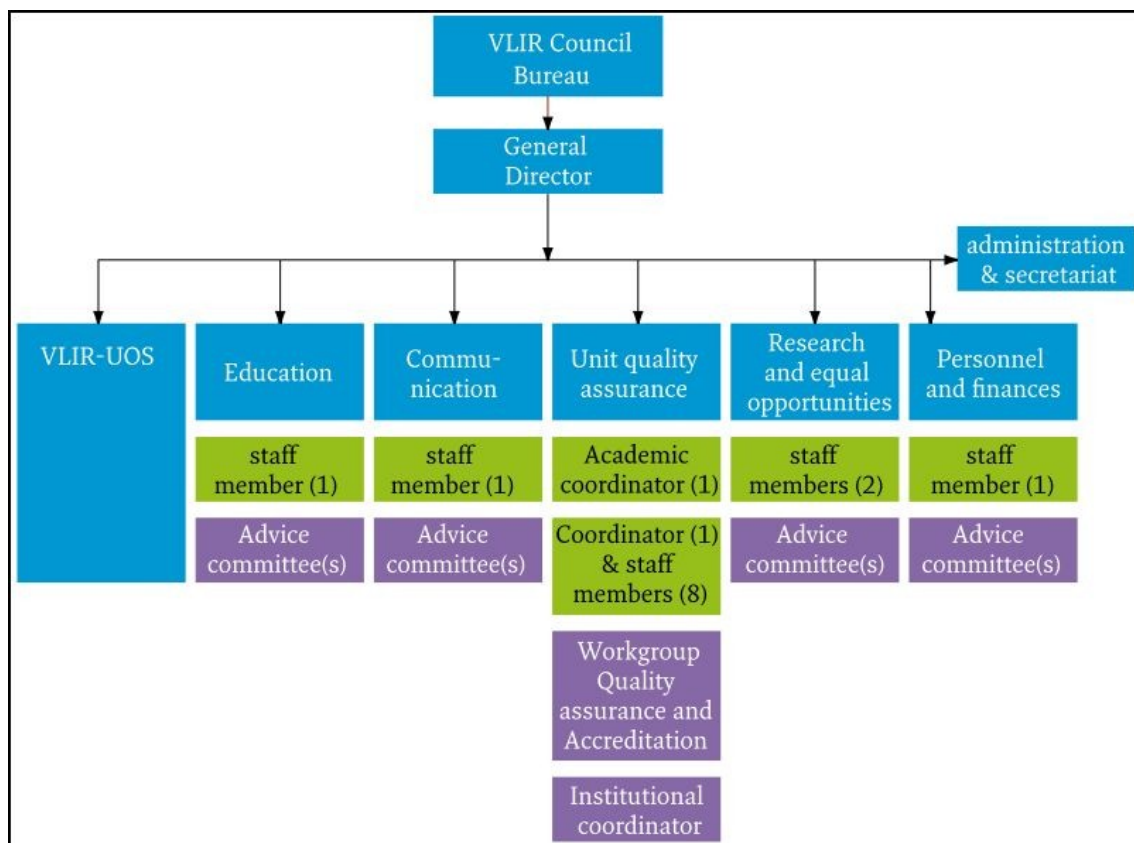 VLIR Council
Bureau
General
Director
administration
& secretariat
VLIR-UOS
Education
Commu-
nication
Unit quality
assurance
Research
and equal
opportunities
Personnel
and finances
staff
member (1)
staff
member (1)
Academic
coordinator (1)
staff
members (2)
staff
member (1)
Advice
committee(s)
Advice
committee(s)
Coordinator (1)
& staff
members (8)
Advice
committee(s)
Advice
committee(s)
Workgroup
Quality
assurance and
Accreditation
Institutional
coordinator